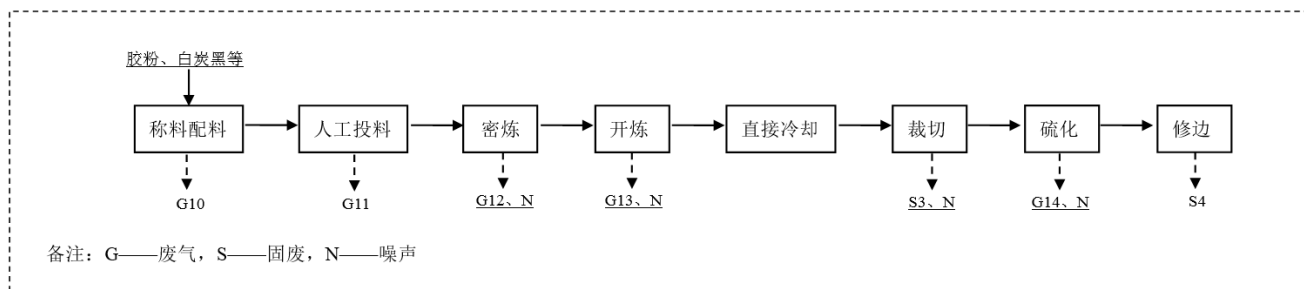 胶粉、白炭黑等
称料配料
人工投料
密炼
开炼
直接冷却
裁切
硫化
修边
G10
G11
G12、N
G13、N
S3、N
G14、N
S4
备注：G——废气，S——固废，N——噪声